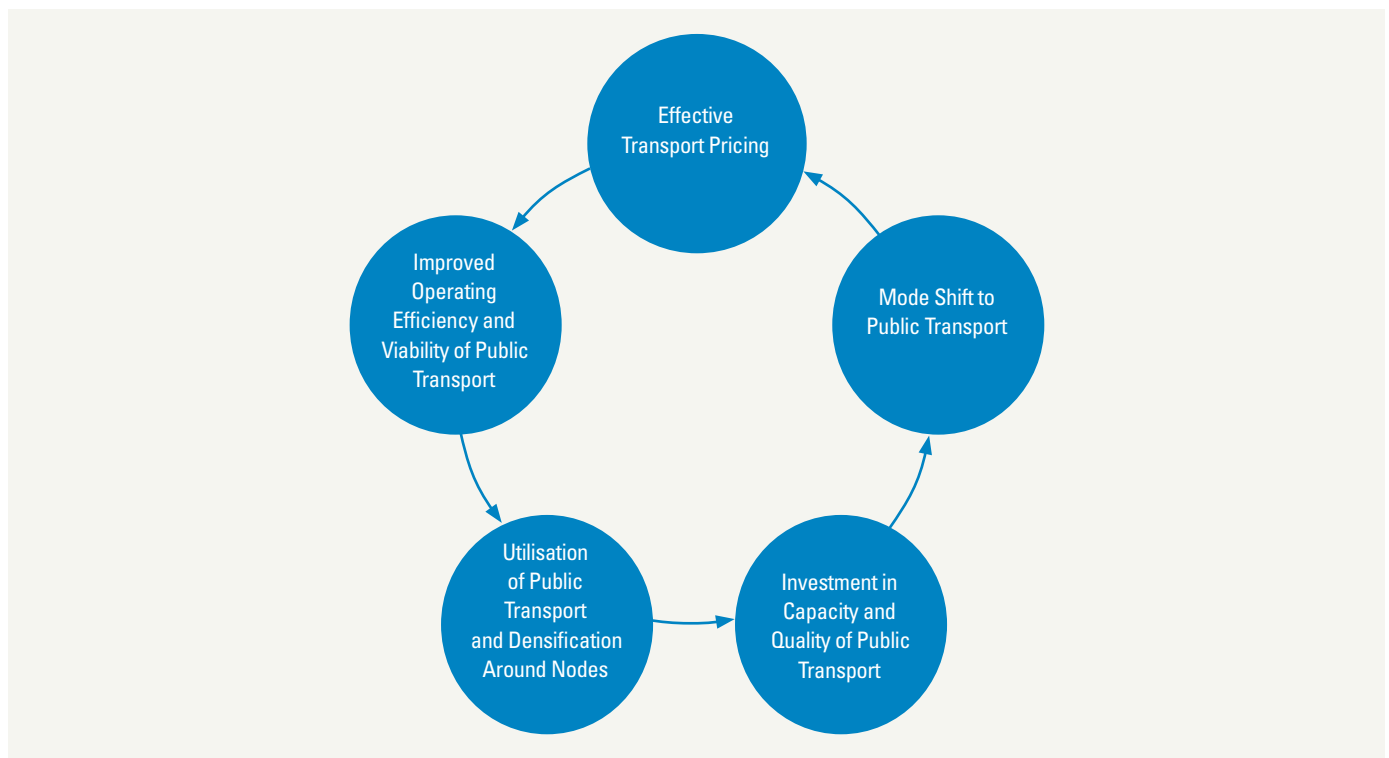 Effective
Transport Pricing
Improved
Operating
Efficiency and
Viability of Public
Transport
Mode Shift to
Public Transport
Utilisation
of Public
Transport
and Densification
Around Nodes
Investment in
Capacity and
Quality of Public
Transport